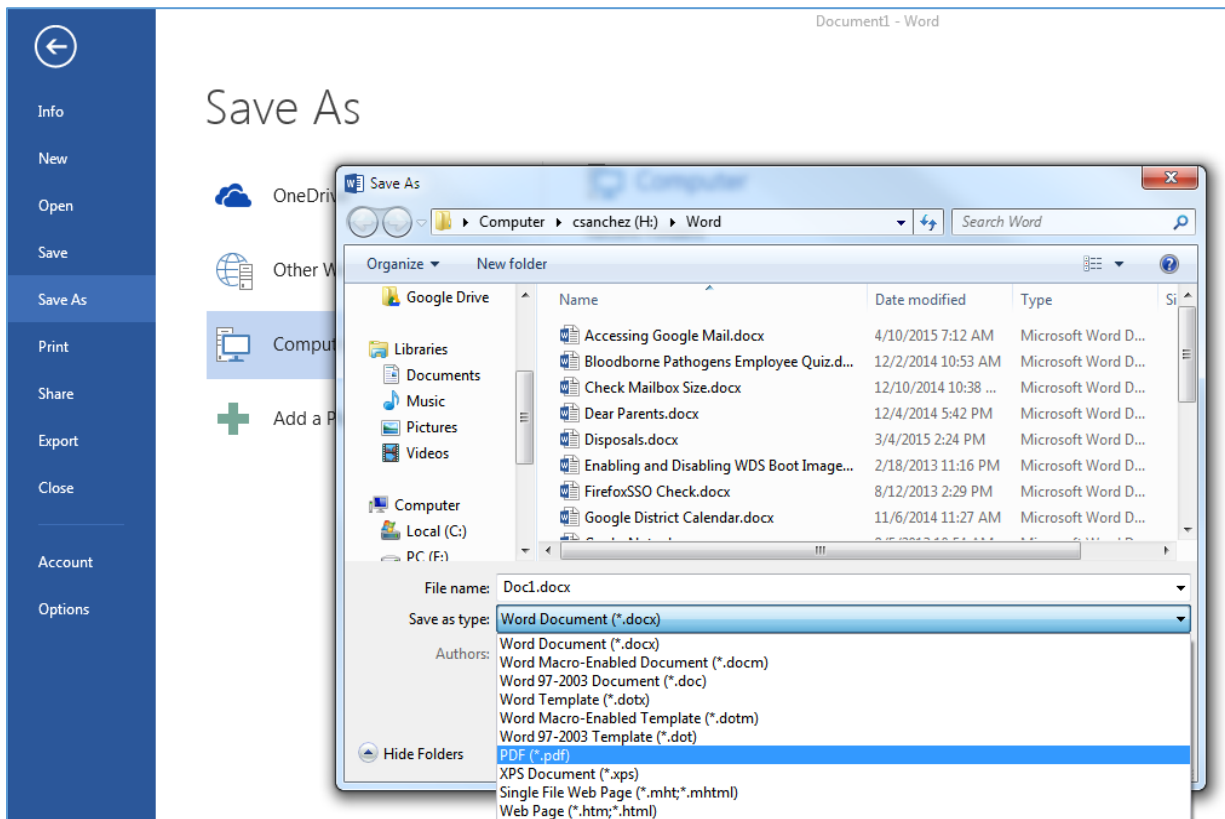 Document1 - Word
Info
New
Open
Save
Save As
Print
Share
Export
Close
Account
Options
Save As
OneDriv
Other W
Comput
Add a P
Save As
Computer
Computer csanchez (H:) Word
Search Word
Organize
New folder
Google Drive
Libraries
Documents
Music
Pictures
Videos
Computer
Local (C:)
PC (F:)
Name Date modified Type Si
Accessing Google Mail.docx 4/10/2015 7:12 AM Microsoft Word D...
Bloodborne Pathogens Employee Quiz.d... 12/2/2014 10:53 AM Microsoft Word D...
Check Mailbox Size.docx 12/10/2014 10:38 ... Microsoft Word D...
Dear Parents.docx 12/4/2014 5:42 PM Microsoft Word D...
Disposals.docx 3/4/2015 2:24 PM Microsoft Word D...
Enabling and Disabling WDS Boot Image... 2/18/2013 11:16 PM Microsoft Word D...
FirefoxSSO Check.docx 8/12/2013 2:29 PM Microsoft Word D...
Google District Calendar.docx 11/6/2014 11:27 AM Microsoft Word D...
File name: Doc1.docx
Save as type: Word Document (*.docx)
Authors:
Word Document (*.docx)
Word Macro-Enabled Document (*.docm)
Word 97-2003 Document (*.doc)
Word Template (*.dotx)
Word Macro-Enabled Template (*.dotm)
Word 97-2003 Template (*.dot)
PDF (*.pdf)
XPS Document (*.xps)
Single File Web Page (*.mht;*.mhtml)
Web Page (*.htm;*.html)
Hide Folders